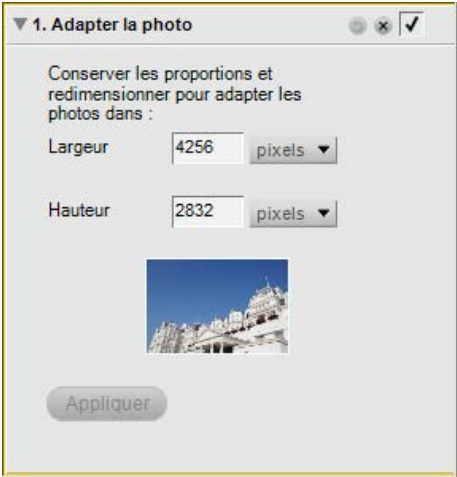 1. Adapter la photo
Conserver les proportions et
redimensionner pour adapter les
photos dans :
Largeur 4256 pixels
Hauteur 2832 pixels
Appliquer